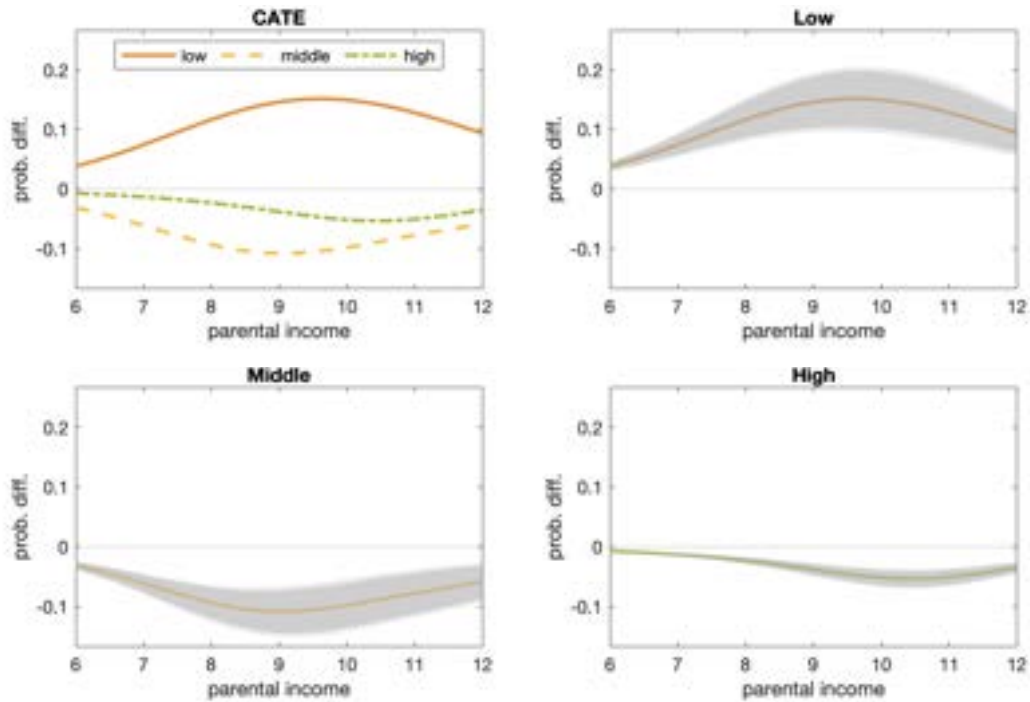 CATE
low middle high
prob. diff.
0.2
0.1
0
-0.1
6 7 8 9 10 11 12
parental income
Low
prob. diff.
0.2
0.1
0
-0.1
6 7 8 9 10 11 12
parental income
Middle
prob. diff.
0.2
0.1
0
-0.1
6 7 8 9 10 11 12
parental income
High
prob. diff.
0.2
0.1
0
-0.1
6 7 8 9 10 11 12
parental income